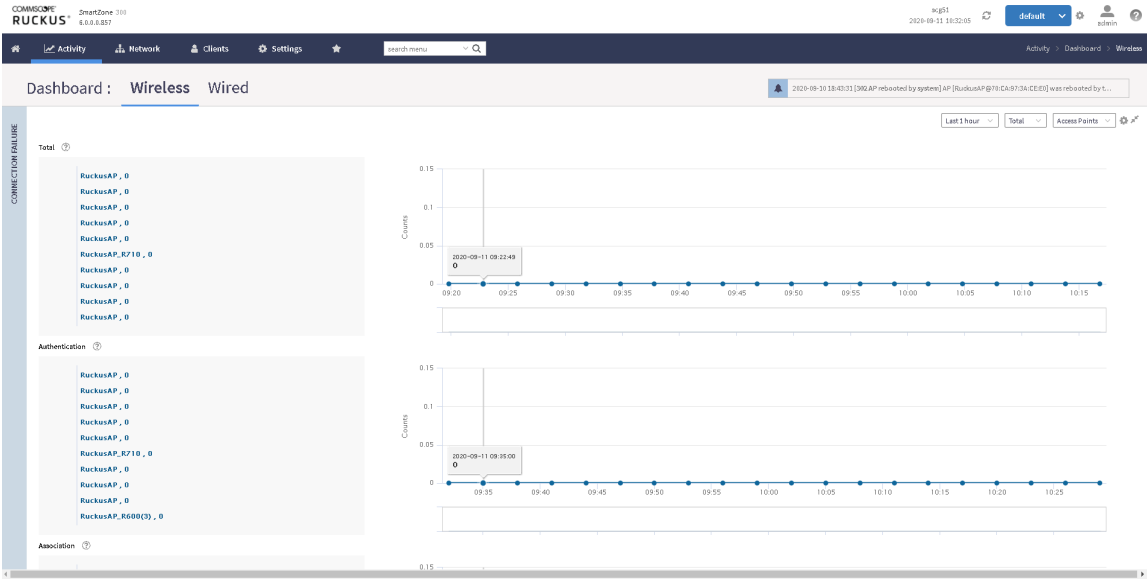 COMMSCOPE®
RUCKUS®
SmartZone 300
6.0.0.0.857
scg51
2020-09-11 10:32:05
default
admin
Activity
Network
Clients
Settings
search menu
Activity > Dashboard > Wireless
Dashboard :
Wireless
Wired
2020-09-10 18:43:31 [302 AP rebooted by system] AP [RuckusAP@70:CA:97:3A:CE:E0] was rebooted by t...
CONNECTION FAILURE
Last 1 hour
Total
Access Points
Total
RuckusAP , 0
RuckusAP , 0
RuckusAP , 0
RuckusAP , 0
RuckusAP , 0
RuckusAP_R710 , 0
RuckusAP , 0
RuckusAP , 0
RuckusAP , 0
RuckusAP , 0
Counts
0.15
0.1
0.05
0
2020-09-11 09:22:49
0
09:20 09:25 09:30 09:35 09:40 09:45 09:50 09:55 10:00 10:05 10:10 10:15
Authentication
RuckusAP , 0
RuckusAP , 0
RuckusAP , 0
RuckusAP , 0
RuckusAP , 0
RuckusAP_R710 , 0
RuckusAP , 0
RuckusAP , 0
RuckusAP , 0
RuckusAP_R600(3) , 0
Counts
0.15
0.1
0.05
0
2020-09-11 09:35:00
0
09:35 09:40 09:45 09:50 09:55 10:00 10:05 10:10 10:15 10:20 10:25
Association
0.15